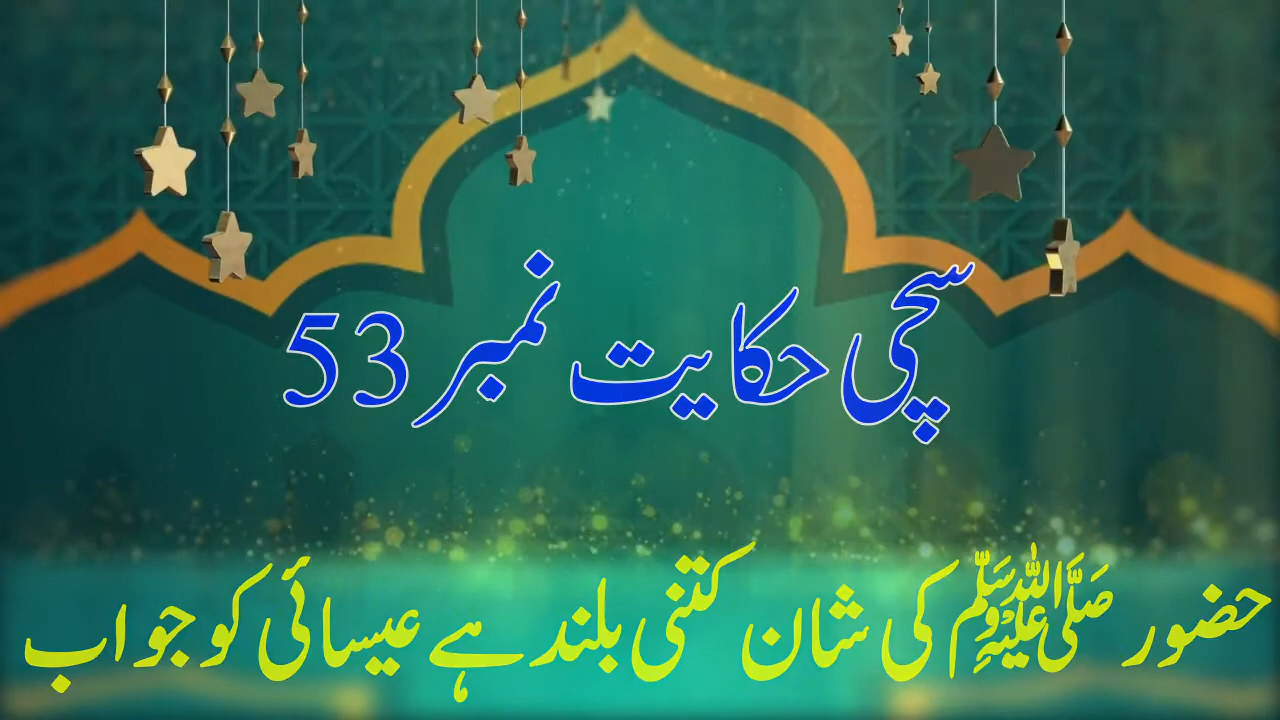 سچی حکایت نمبر 53
حضور ﷺ کی شان کتنی بلند ہے عیسائی کو جواب